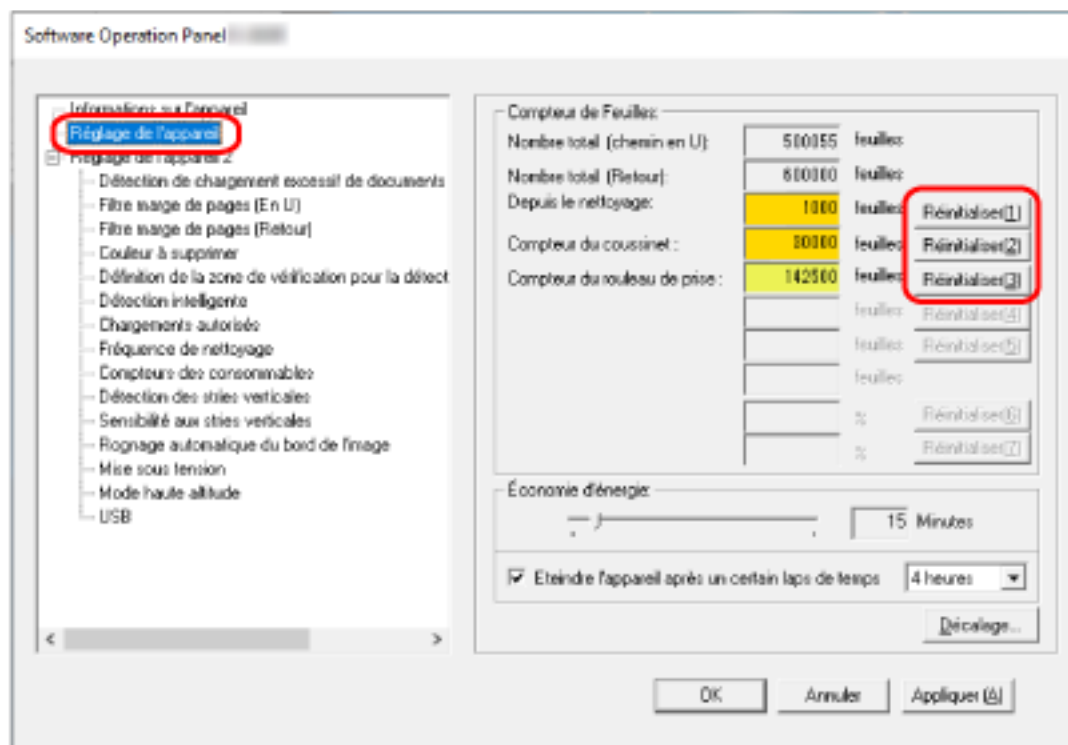 Software Operation Panel
Informations sur l'appareil
Réglage de l'appareil
Réglage de l'appareil 2
Détection de chargement excessif de documents
Filtre marge de pages (En U)
Filtre marge de pages (Retour)
Couleur à supprimer
Définition de la zone de vérification pour la détect
Détection intelligente
Chargements autorisés
Fréquence de nettoyage
Compteurs des consommables
Détection des stries verticales
Sensibilité aux stries verticales
Rognage automatique du bord de l'image
Mise sous tension
Mode haute altitude
USB
Compteur de Feuilles:
Nombre total (chemin en U): 500055 feuilles
Nombre total (Retour): 600000 feuilles
Depuis le nettoyage: 1000 feuilles Réinitialiser(1)
Compteur du coussinet : 80000 feuilles Réinitialiser(2)
Compteur du rouleau de prise : 142500 feuilles Réinitialiser(3)
feuilles Réinitialiser(4)
feuilles Réinitialiser(5)
feuilles
% Réinitialiser(6)
% Réinitialiser(7)
Économie d'énergie:
15 Minutes
Eteindre l'appareil après un certain laps de temps 4 heures
Décalage...
OK Annuler Appliquer (A)